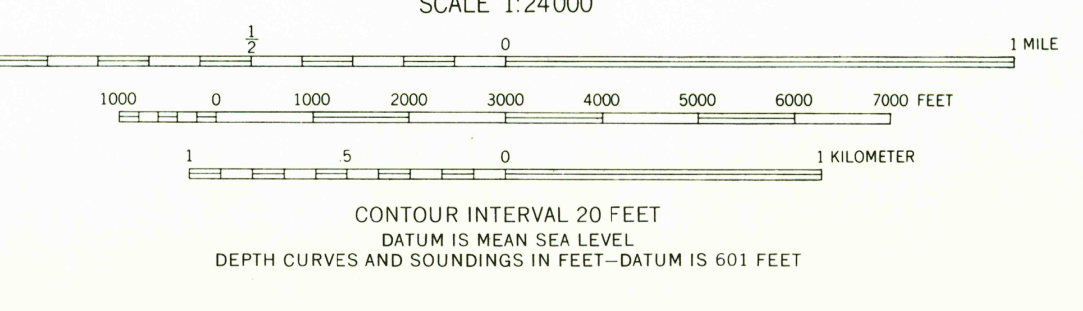 SCALE 1:24000
1/2 0 1 MILE
1000 0 1000 2000 3000 4000 5000 6000 7000 FEET
1 .5 0 1 KILOMETER
CONTOUR INTERVAL 20 FEET
DATUM IS MEAN SEA LEVEL
DEPTH CURVES AND SOUNDINGS IN FEET—DATUM IS 601 FEET